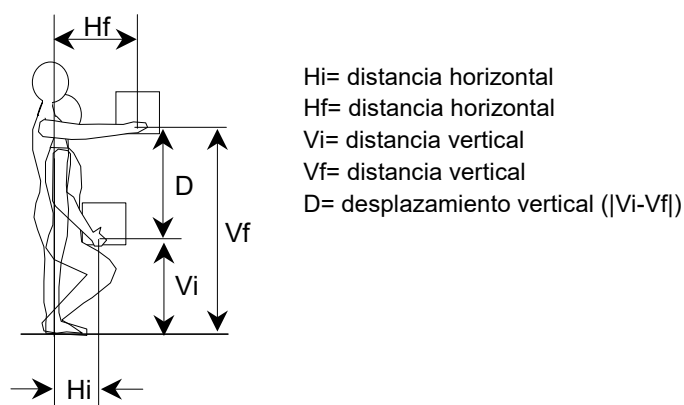 Hf
Hi= distancia horizontal
Hf= distancia horizontal
Vi= distancia vertical
Vf= distancia vertical
D= desplazamiento vertical (|Vi-Vf|)
D
Vf
Vi
Hi